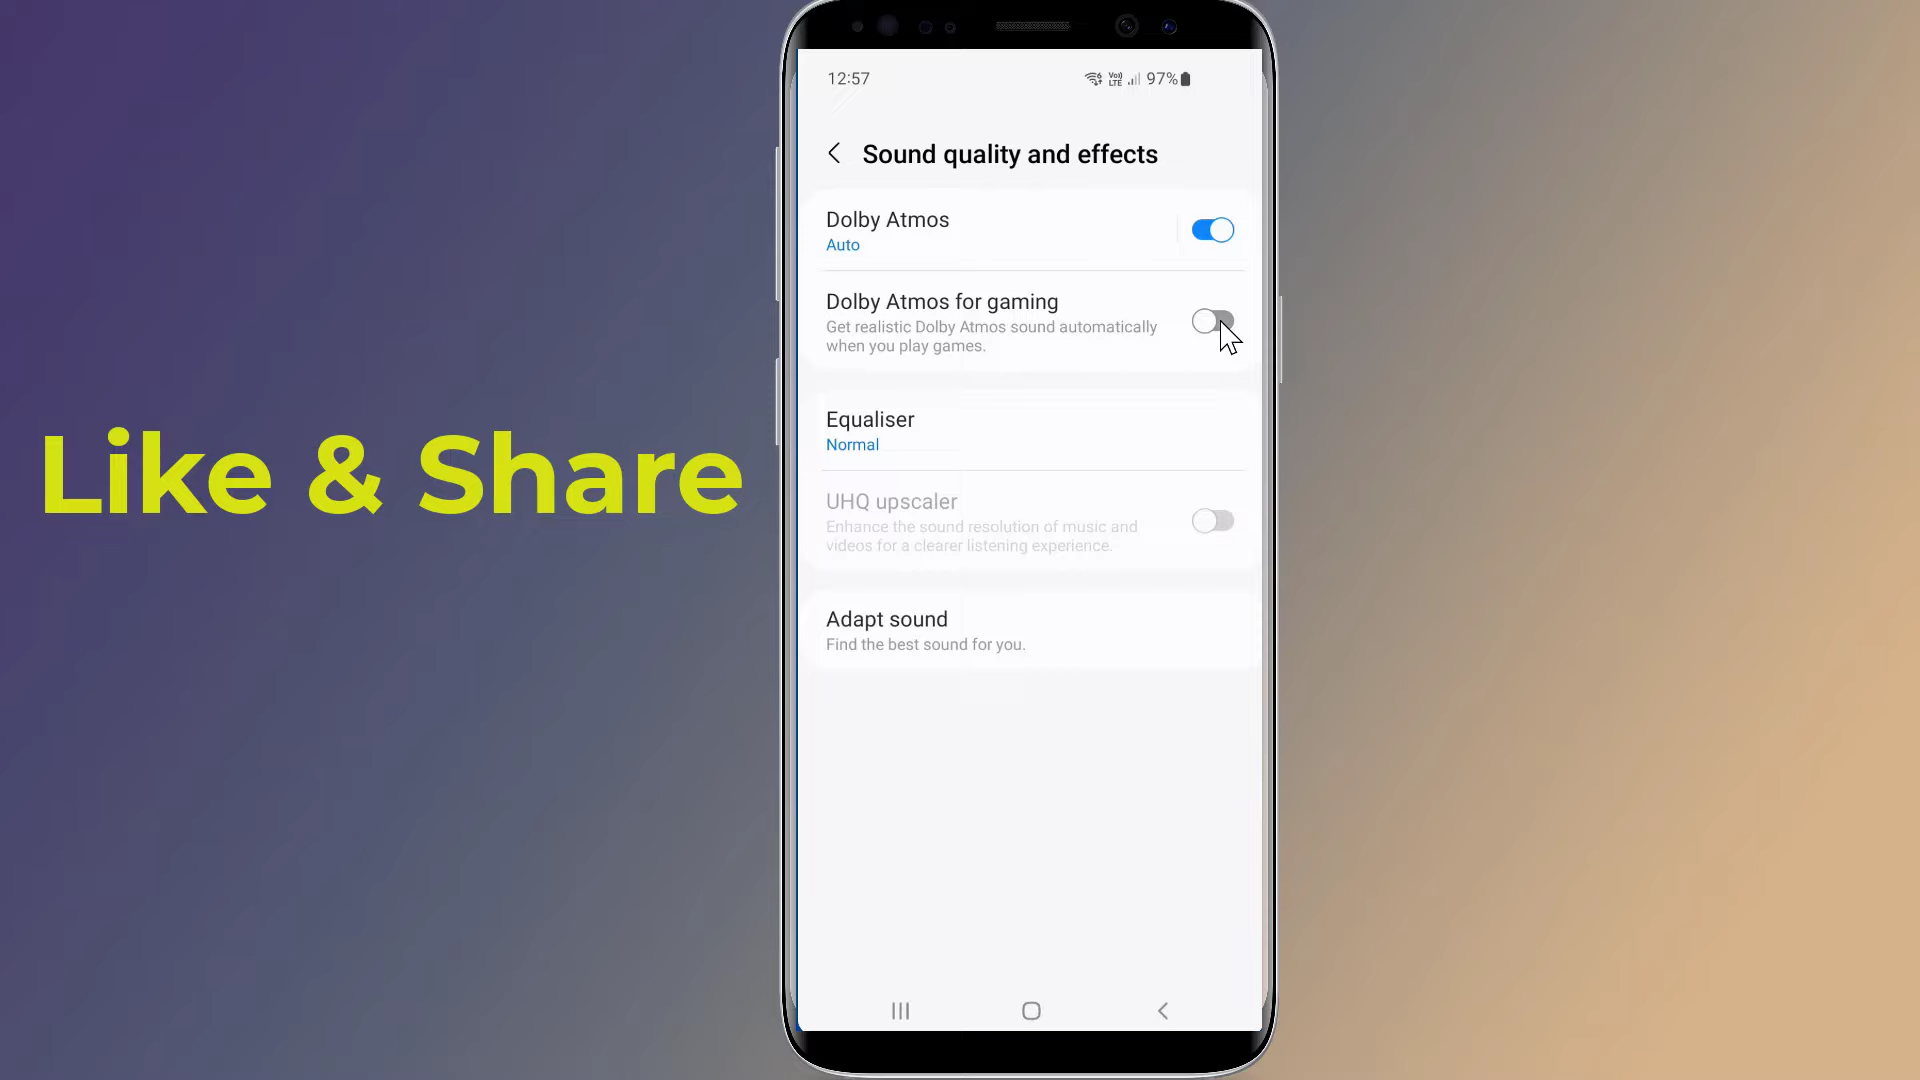 12:57
Vo)) LTE 97%
Sound quality and effects
Dolby Atmos
Auto
Dolby Atmos for gaming
Get realistic Dolby Atmos sound automatically
when you play games.
Like & Share
Equaliser
Normal
UHQ upscaler
Enhance the sound resolution of music and
videos for a clearer listening experience.
Adapt sound
Find the best sound for you.